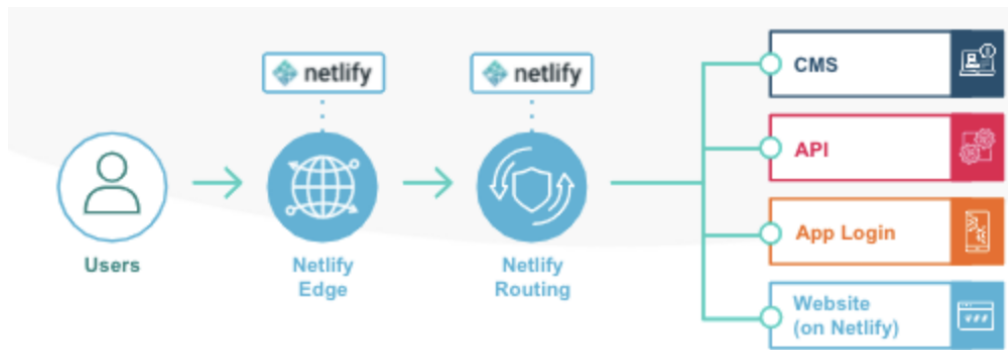 netlify
netlify
Users
Netlify
Edge
Netlify
Routing
CMS
API
App Login
Website
(on Netlify)